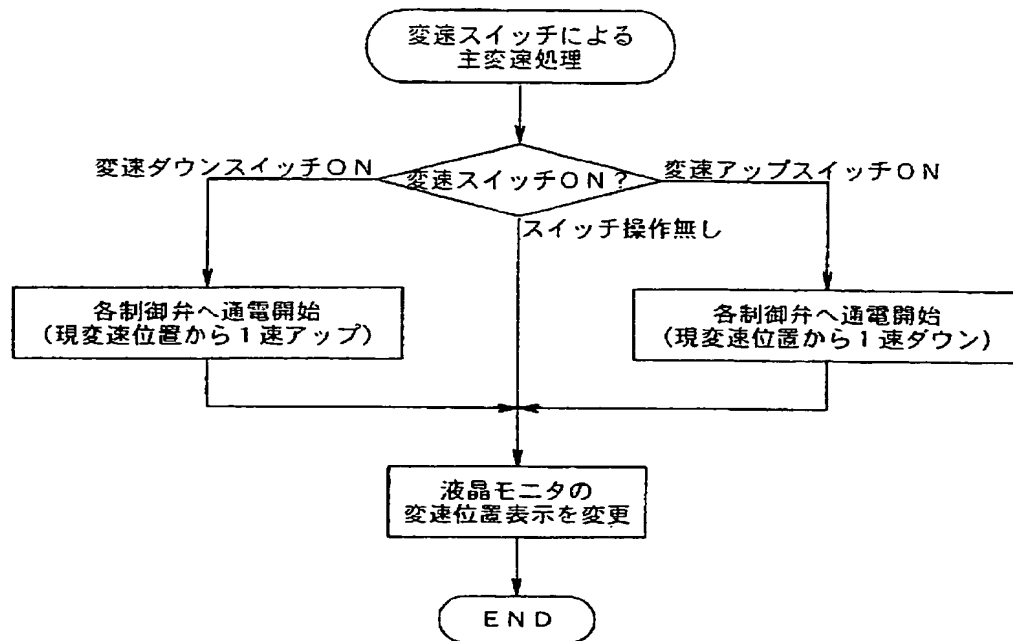 変速スイッチによる
主変速処理
変速ダウンスイッチON
変速スイッチON？
変速アップスイッチON
スイッチ操作無し
各制御弁へ通電開始
(現変速位置から1速アップ)
各制御弁へ通電開始
(現変速位置から1速ダウン)
液晶モニタの
変速位置表示を変更
END